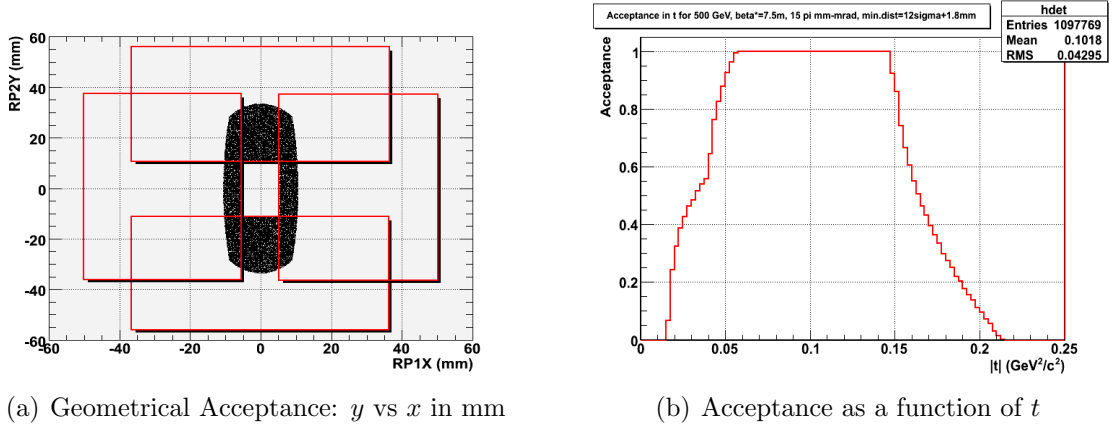 RP2Y (mm)
60
40
20
0
-20
-40
-60
-60 -40 -20 0 20 40 60
RP1X (mm)
(a) Geometrical Acceptance: y vs x in mm
Acceptance in t for 500 GeV, beta*=7.5m, 15 pi mm-mrad, min.dist=12sigma+1.8mm
hdet
Entries 1097769
Mean 0.1018
RMS 0.04295
Acceptance
1
0.8
0.6
0.4
0.2
0
0 0.05 0.1 0.15 0.2 0.25
|t| (GeV²/c²)
(b) Acceptance as a function of t